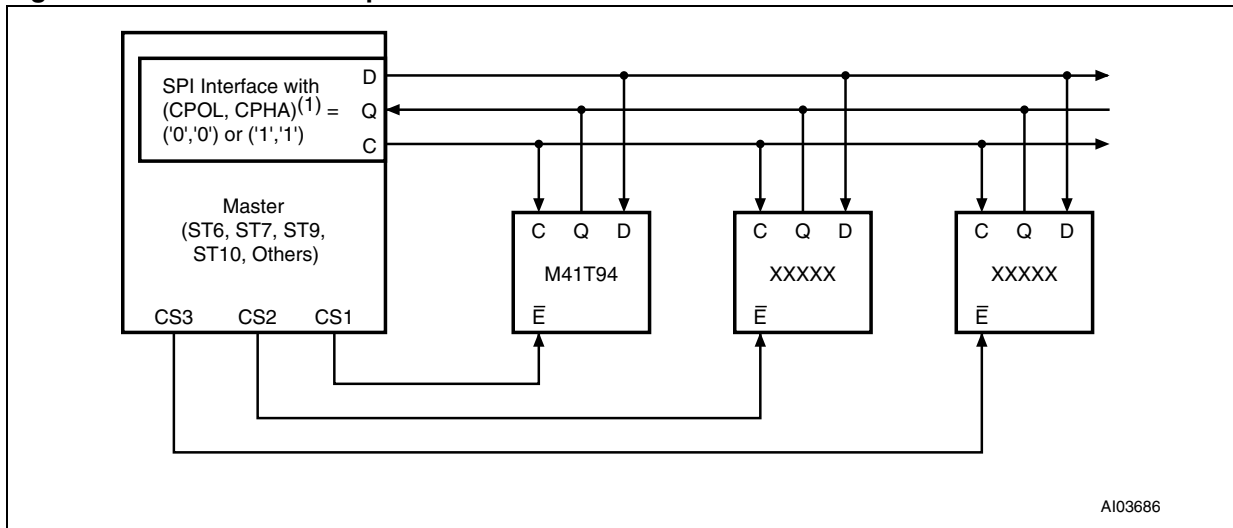 SPI Interface with
(CPOL, CPHA)(1) =
('0','0') or ('1','1')
D
Q
C
Master
(ST6, ST7, ST9,
ST10, Others)
CS3 CS2 CS1
C Q D
M41T94
E̅
C Q D
XXXXX
E̅
C Q D
XXXXX
E̅
AI03686